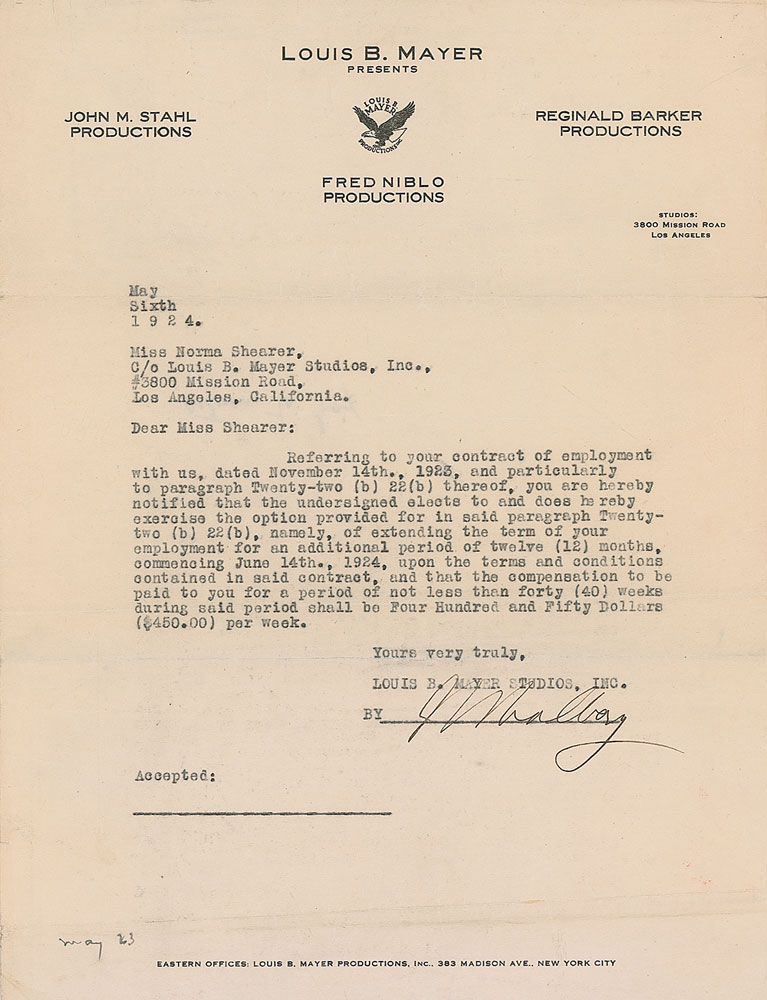 LOUIS B. MAYER
PRESENTS
JOHN M. STAHL
PRODUCTIONS
LOUIS B.
MAYER
PRODUCTIONS INC
REGINALD BARKER
PRODUCTIONS
FRED NIBLO
PRODUCTIONS
STUDIOS:
3800 MISSION ROAD
LOS ANGELES
May
Sixth
1 9 2 4.
Miss Norma Shearer,
C/o Louis B. Mayer Studios, Inc.,
#3800 Mission Road,
Los Angeles, California.
Dear Miss Shearer:
Referring to your contract of employment
with us, dated November 14th., 1923, and particularly
to paragraph Twenty-two (b) 22(b) thereof, you are hereby
notified that the undersigned elects to and does hereby
exercise the option provided for in said paragraph Twenty-
two (b) 22(b), namely, of extending the term of your
employment for an additional period of twelve (12) months,
commencing June 14th., 1924, upon the terms and conditions
contained in said contract, and that the compensation to be
paid to you for a period of not less than forty (40) weeks
during said period shall be Four Hundred and Fifty Dollars
($450.00) per week.
Yours very truly,
LOUIS B. MAYER STUDIOS, INC.
BY
Accepted:
may 23
EASTERN OFFICES: LOUIS B. MAYER PRODUCTIONS, INC., 383 MADISON AVE., NEW YORK CITY